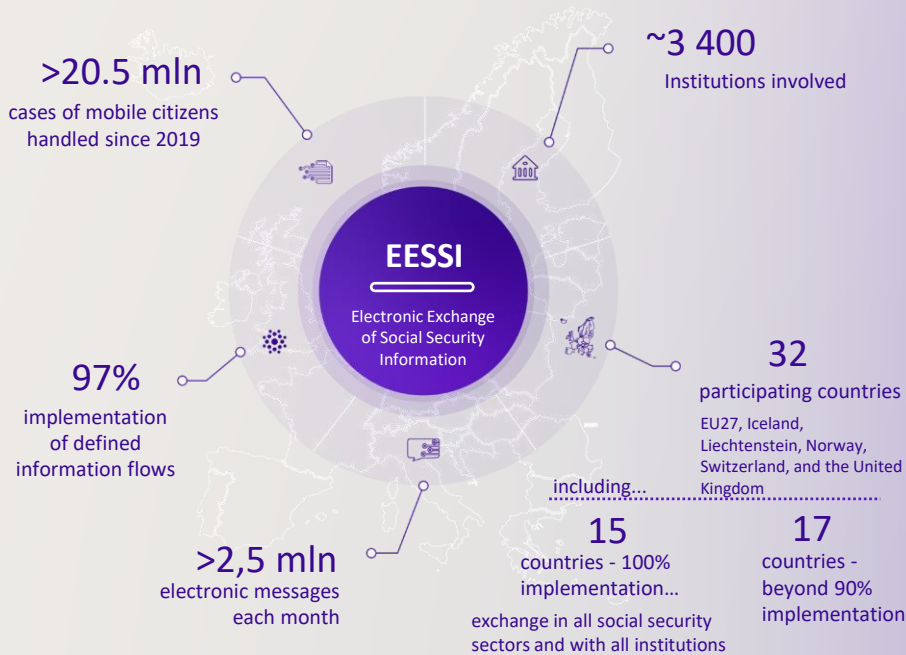 >20.5 mln
cases of mobile citizens
handled since 2019
~3 400
Institutions involved
EESSI
Electronic Exchange
of Social Security
Information
97%
implementation
of defined
information flows
32
participating countries
EU27, Iceland,
Liechtenstein, Norway,
Switzerland, and the United
Kingdom
including...
>2,5 mln
electronic messages
each month
15
countries - 100%
implementation...
exchange in all social security
sectors and with all institutions
17
countries -
beyond 90%
implementation